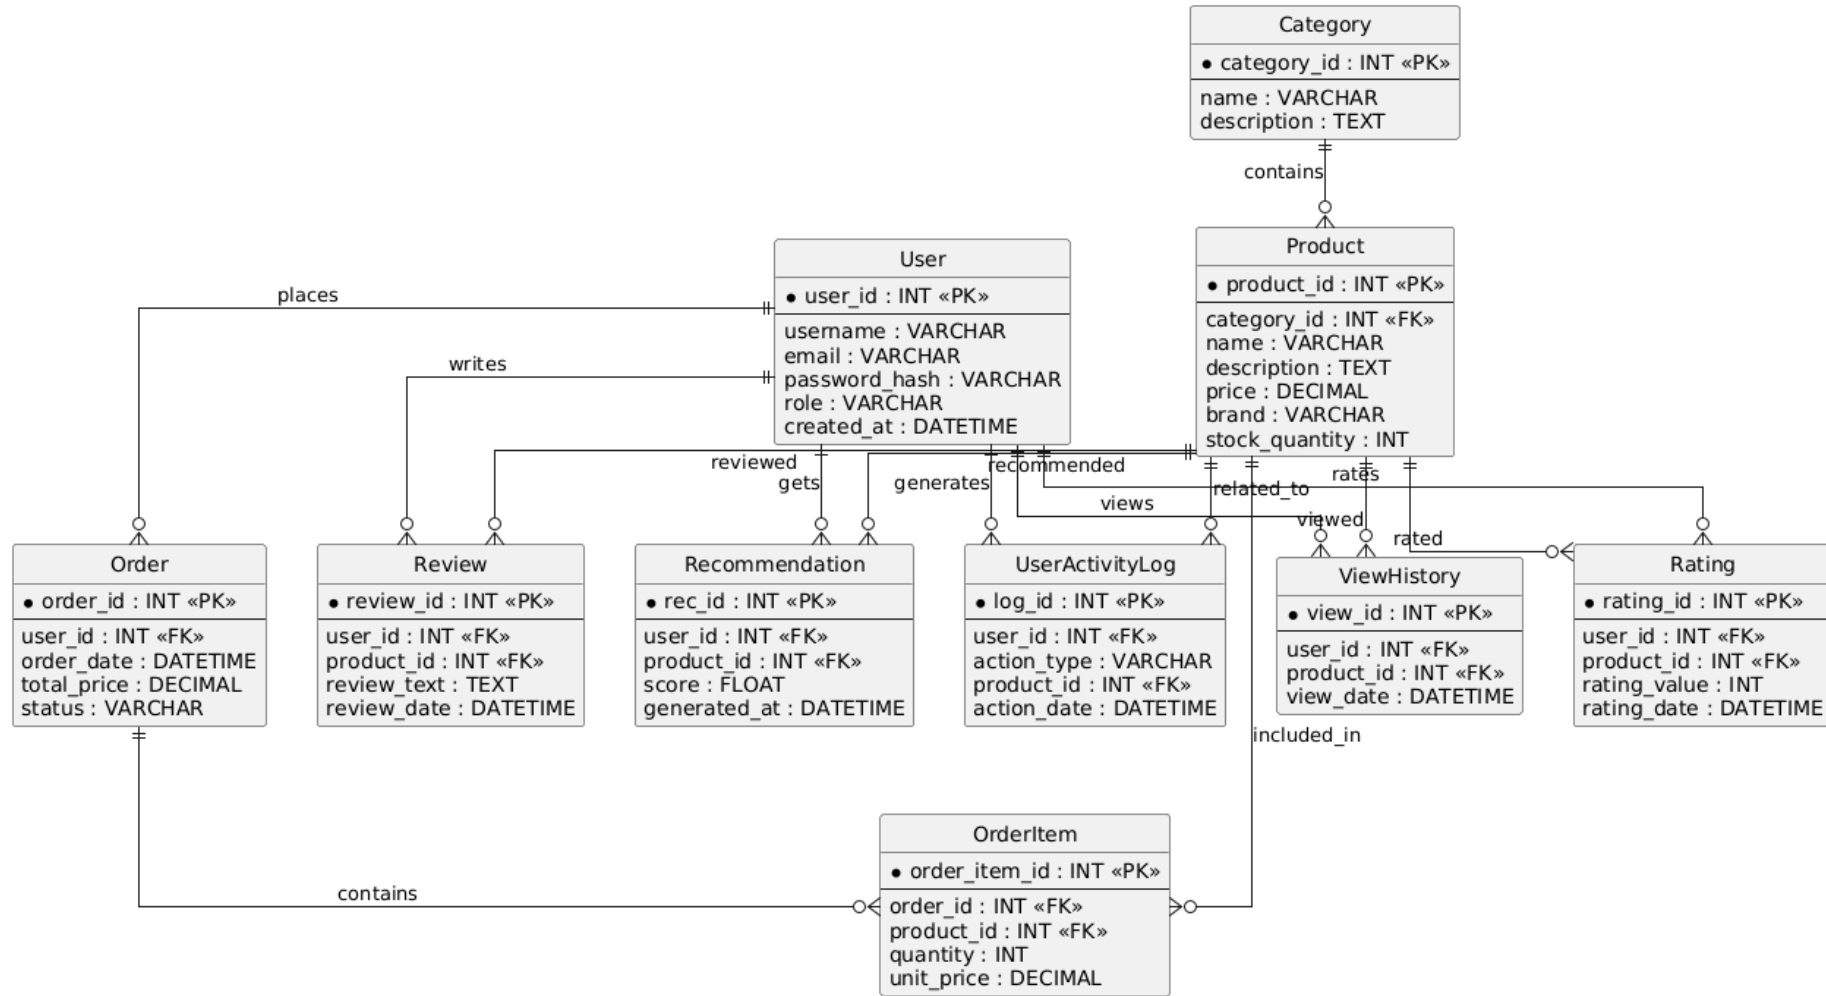 Category
category_id : INT «PK»
name : VARCHAR
description : TEXT
contains
User
user_id : INT «PK»
username : VARCHAR
email : VARCHAR
password_hash : VARCHAR
role : VARCHAR
created_at : DATETIME
Product
product_id : INT «PK»
category_id : INT «FK»
name : VARCHAR
description : TEXT
price : DECIMAL
brand : VARCHAR
stock_quantity : INT
places
writes
reviewed
gets
generates
recommended
views
related_to
rates
viewed
rated
Order
order_id : INT «PK»
user_id : INT «FK»
order_date : DATETIME
total_price : DECIMAL
status : VARCHAR
Review
review_id : INT «PK»
user_id : INT «FK»
product_id : INT «FK»
review_text : TEXT
review_date : DATETIME
Recommendation
rec_id : INT «PK»
user_id : INT «FK»
product_id : INT «FK»
score : FLOAT
generated_at : DATETIME
UserActivityLog
log_id : INT «PK»
user_id : INT «FK»
action_type : VARCHAR
product_id : INT «FK»
action_date : DATETIME
ViewHistory
view_id : INT «PK»
user_id : INT «FK»
product_id : INT «FK»
view_date : DATETIME
Rating
rating_id : INT «PK»
user_id : INT «FK»
product_id : INT «FK»
rating_value : INT
rating_date : DATETIME
included_in
contains
OrderItem
order_item_id : INT «PK»
order_id : INT «FK»
product_id : INT «FK»
quantity : INT
unit_price : DECIMAL